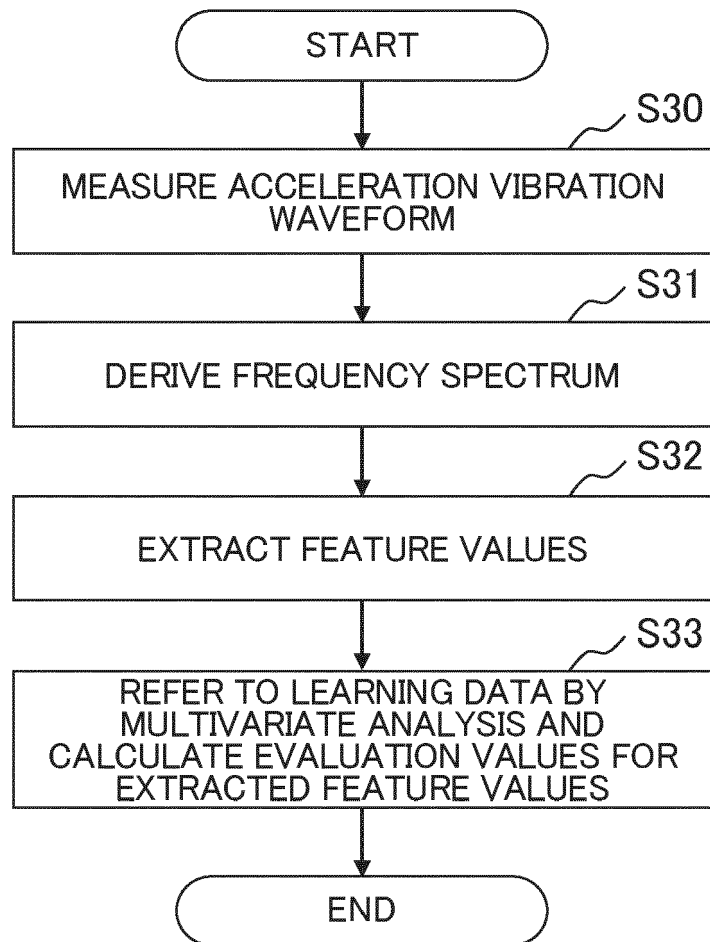 START
S30
MEASURE ACCELERATION VIBRATION
WAVEFORM
S31
DERIVE FREQUENCY SPECTRUM
S32
EXTRACT FEATURE VALUES
S33
REFER TO LEARNING DATA BY
MULTIVARIATE ANALYSIS AND
CALCULATE EVALUATION VALUES FOR
EXTRACTED FEATURE VALUES
END